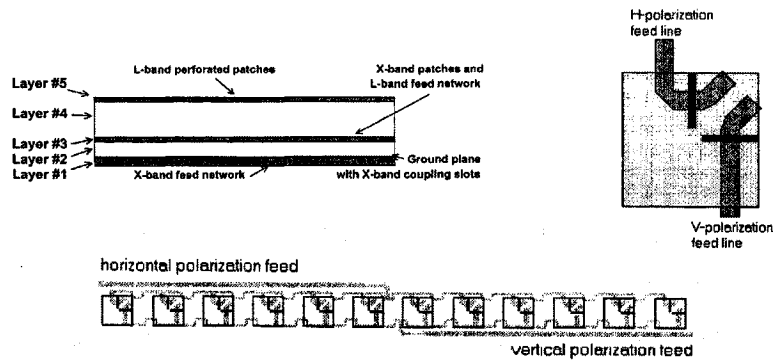 Layer #5
Layer #4
Layer #3
Layer #2
Layer #1
L-band perforated patches
X-band patches and
L-band feed network
Ground plane
with X-band coupling slots
X-band feed network
H-polarization
feed line
V-polarization
feed line
horizontal polarization feed
vertical polarization feed